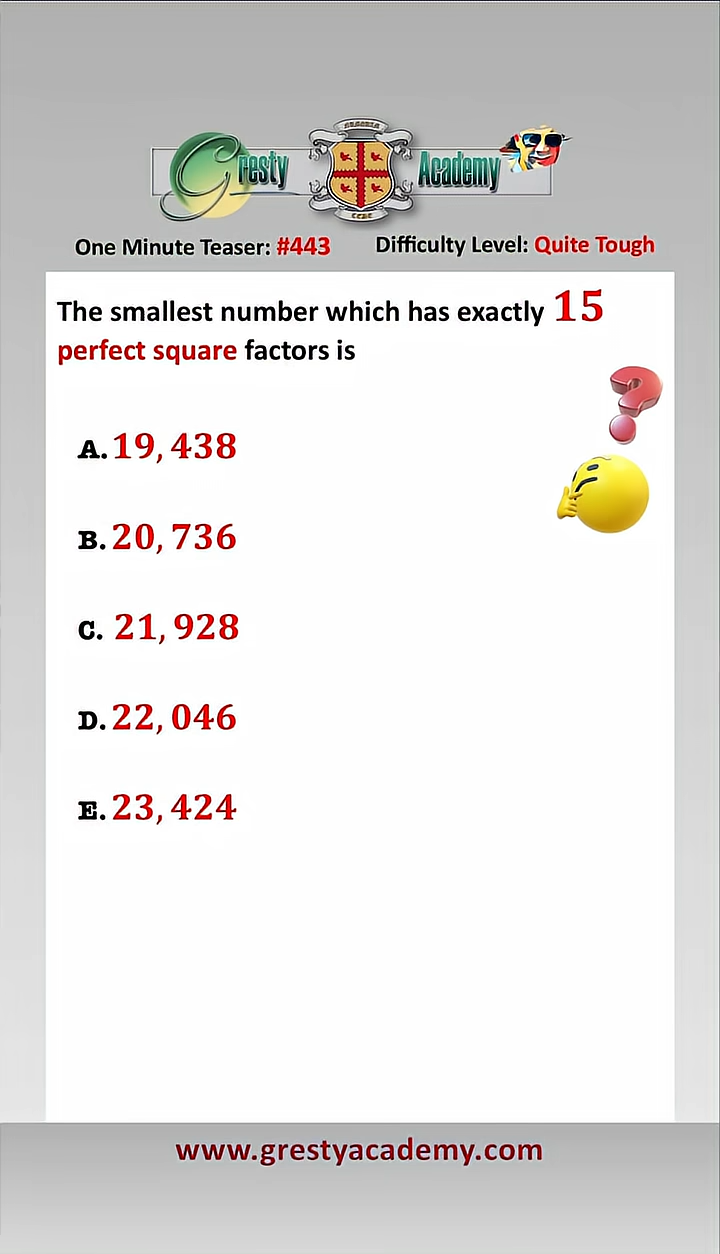 Gresty Academy
One Minute Teaser: #443 Difficulty Level: Quite Tough
The smallest number which has exactly 15
perfect square factors is
A. 19, 438
B. 20, 736
C. 21, 928
D. 22, 046
E. 23, 424
www.grestyacademy.com